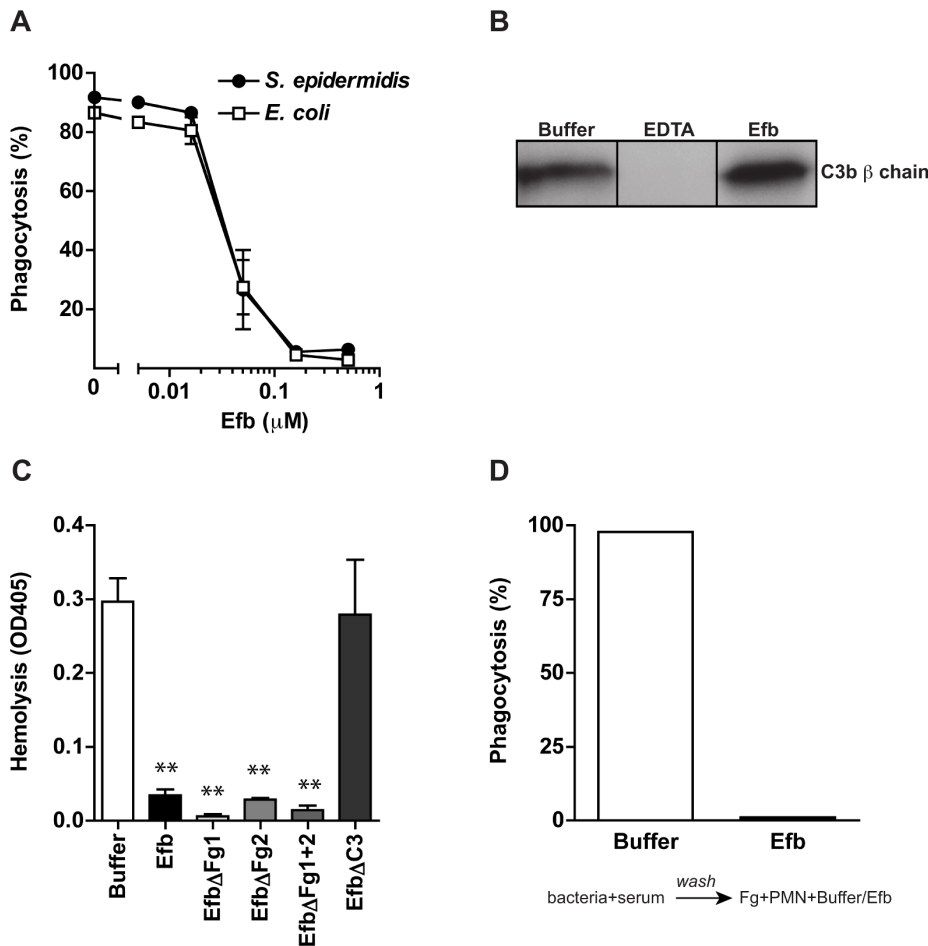 A
100
80
60
40
20
0
0.01
0.1
1
Phagocytosis (%)
Efb (μM)
S. epidermidis
E. coli
B
Buffer EDTA Efb
C3b β chain
C
0.4
0.3
0.2
0.1
0.0
Hemolysis (OD405)
**
**
**
**
Buffer
Efb
EfbΔFg1
EfbΔFg2
EfbΔFg1+2
EfbΔC3
D
100
75
50
25
0
Phagocytosis (%)
Buffer Efb
wash
bacteria+serum Fg+PMN+Buffer/Efb